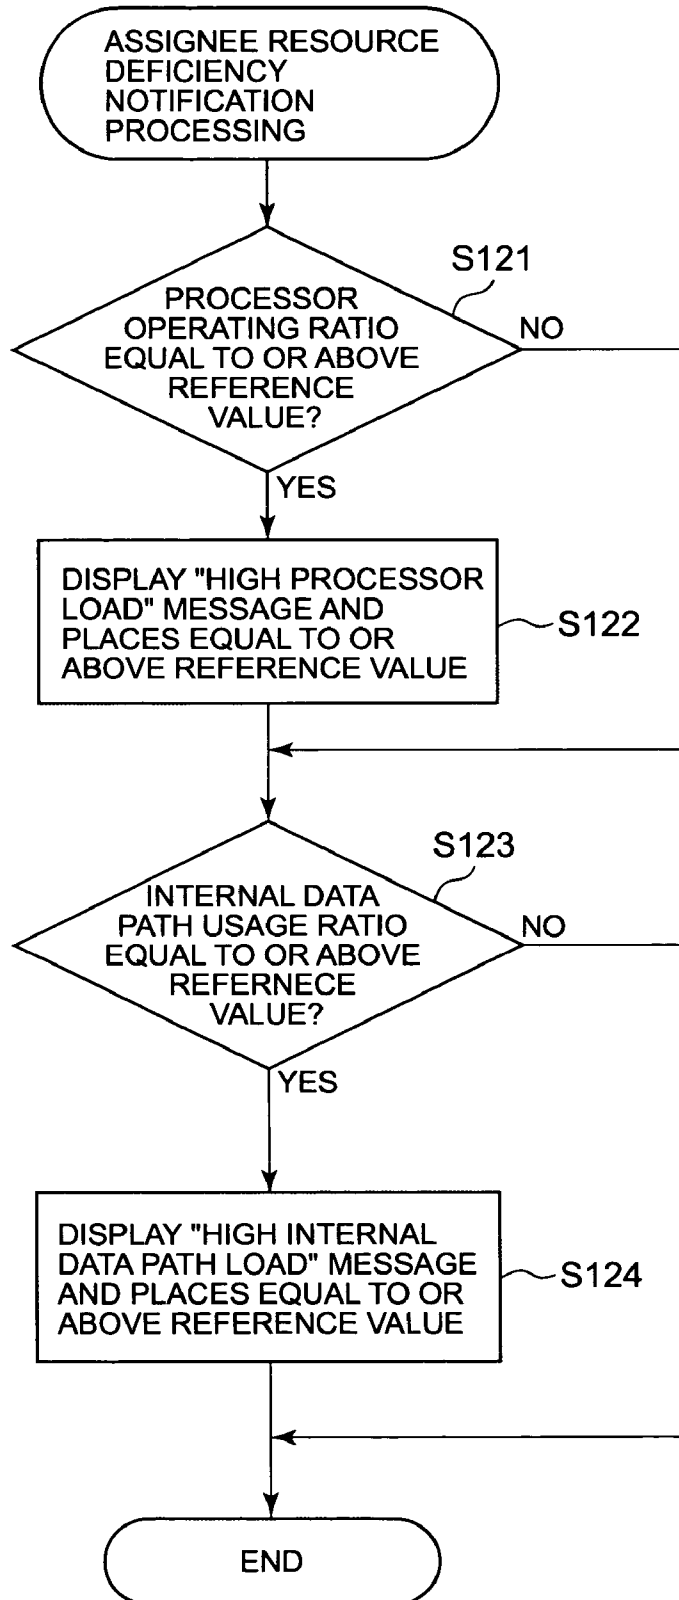 ASSIGNEE RESOURCE
DEFICIENCY
NOTIFICATION
PROCESSING
S121
PROCESSOR
OPERATING RATIO
EQUAL TO OR ABOVE
REFERENCE
VALUE?
NO
YES
DISPLAY "HIGH PROCESSOR
LOAD" MESSAGE AND
PLACES EQUAL TO OR
ABOVE REFERENCE VALUE
S122
S123
INTERNAL DATA
PATH USAGE RATIO
EQUAL TO OR ABOVE
REFERNECE
VALUE?
NO
YES
DISPLAY "HIGH INTERNAL
DATA PATH LOAD" MESSAGE
AND PLACES EQUAL TO OR
ABOVE REFERENCE VALUE
S124
END